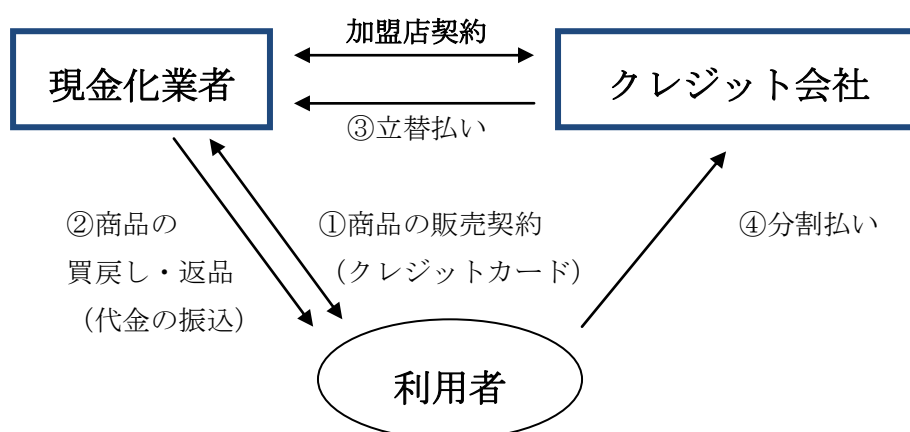 加盟店契約
現金化業者
クレジット会社
③立替払い
②商品の
買戻し・返品
(代金の振込)
①商品の販売契約
(クレジットカード)
④分割払い
利用者